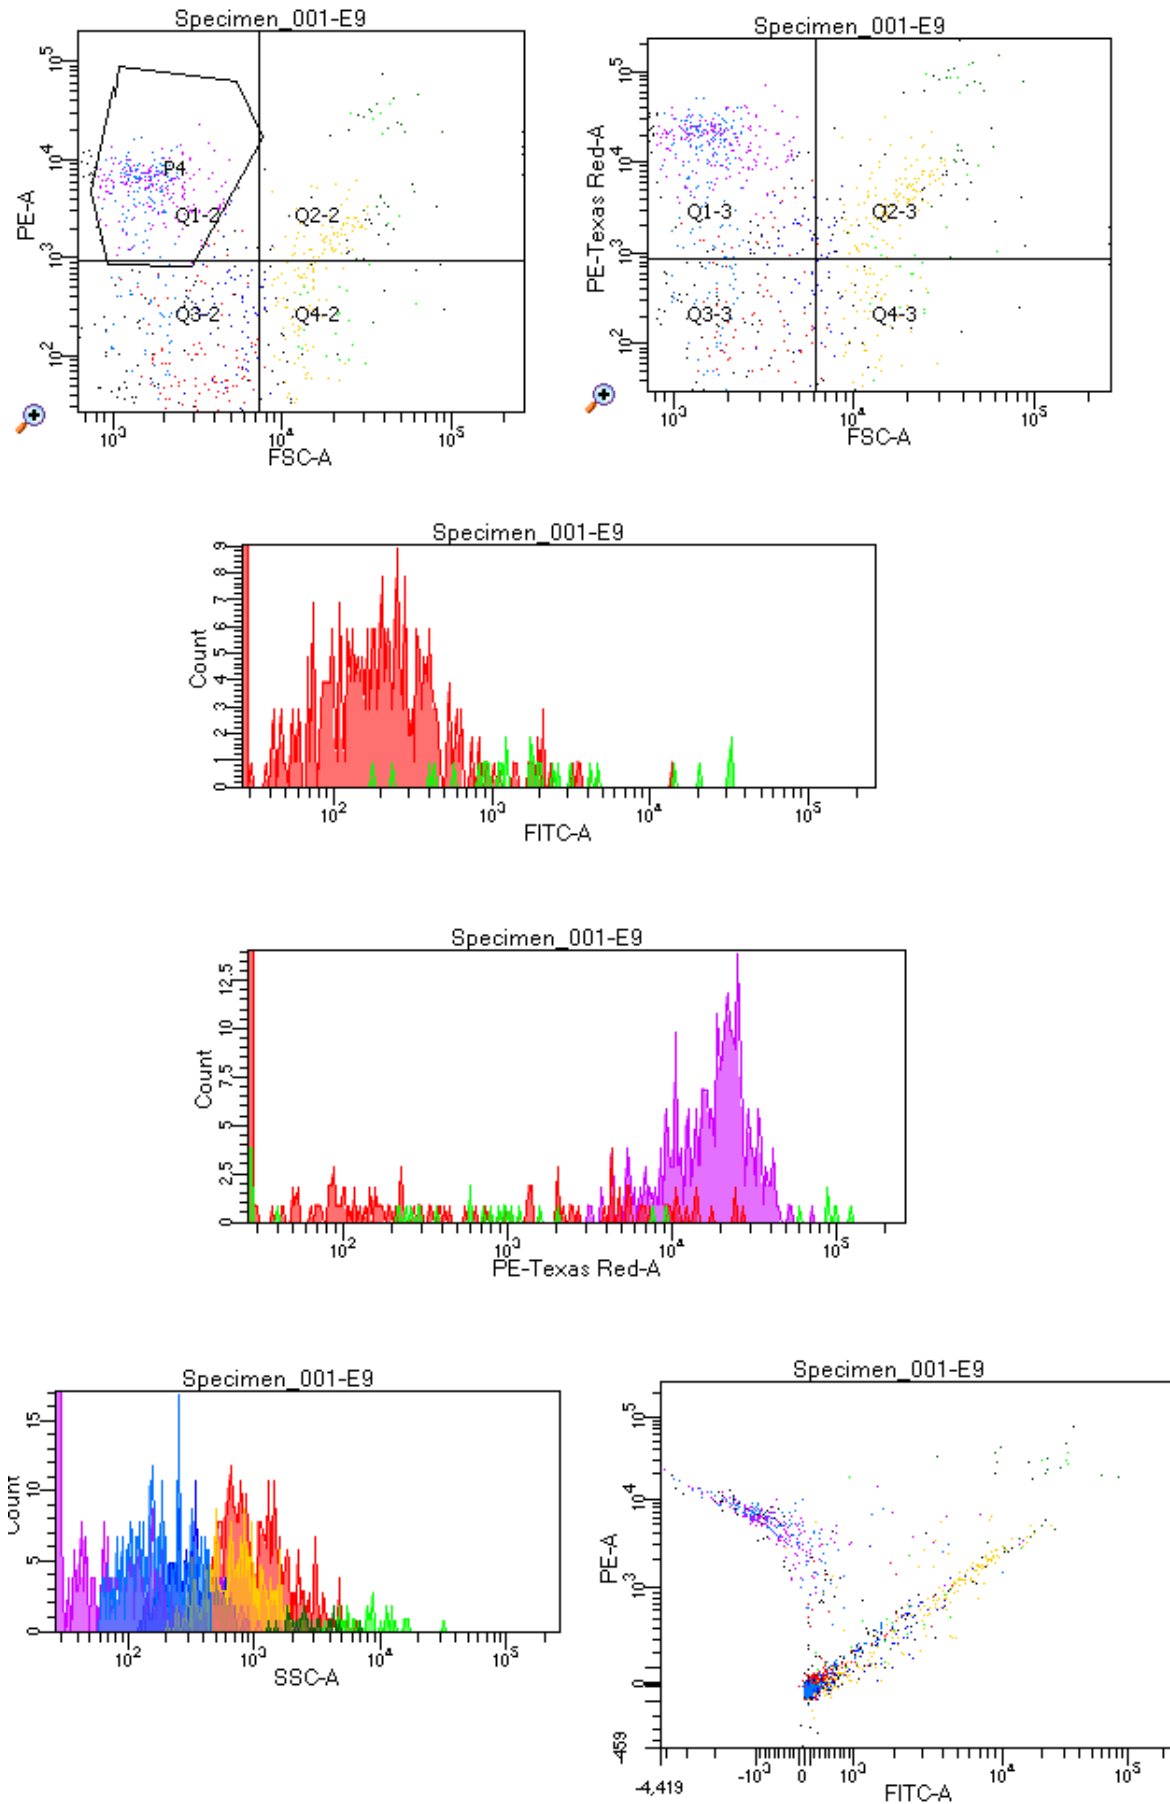 Specimen_001-E9
PE-A
10^5
10^4
10^3
10^2
P4
Q1-2
Q2-2
Q3-2
Q4-2
10^3
10^4
10^5
FSC-A
Specimen_001-E9
PE-Texas Red-A
10^5
10^4
10^3
10^2
Q1-3
Q2-3
Q3-3
Q4-3
10^3
10^4
10^5
FSC-A
Specimen_001-E9
Count
9
8
7
6
5
4
3
2
1
0
10^2
10^3
10^4
10^5
FITC-A
Specimen_001-E9
Count
12.5
10
7.5
5
2.5
0
10^2
10^3
10^4
10^5
PE-Texas Red-A
Specimen_001-E9
Count
15
10
5
0
10^2
10^3
10^4
10^5
SSC-A
Specimen_001-E9
PE-A
10^5
10^4
10^3
0
-459
-4,419
-10^3
0
10^3
10^4
10^5
FITC-A